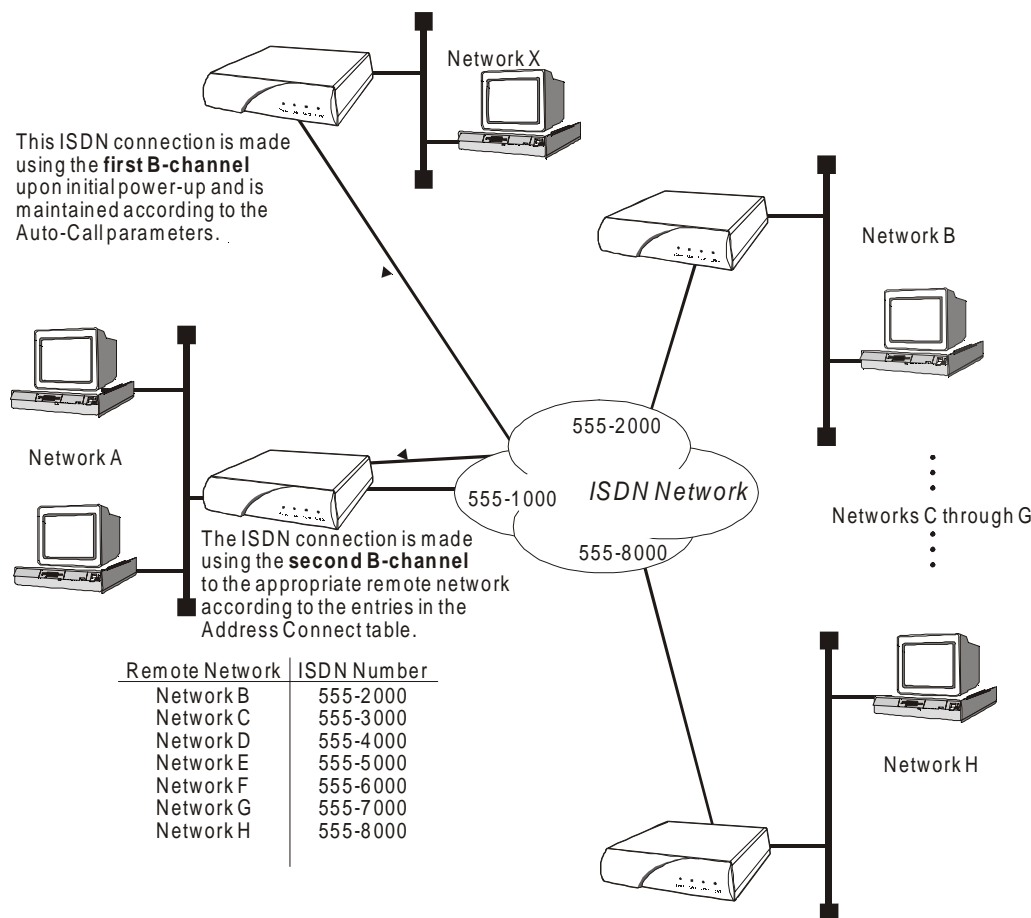 Network X
This ISDN connection is made
using the first B-channel
upon initial power-up and is
maintained according to the
Auto-Call parameters.
Network B
555-2000
Network A
555-1000
ISDN Network
Networks C through G
555-8000
The ISDN connection is made
using the second B-channel
to the appropriate remote network
according to the entries in the
Address Connect table.
Remote Network ISDN Number
Network B 555-2000
Network C 555-3000
Network D 555-4000
Network E 555-5000
Network F 555-6000
Network G 555-7000
Network H 555-8000
Network H